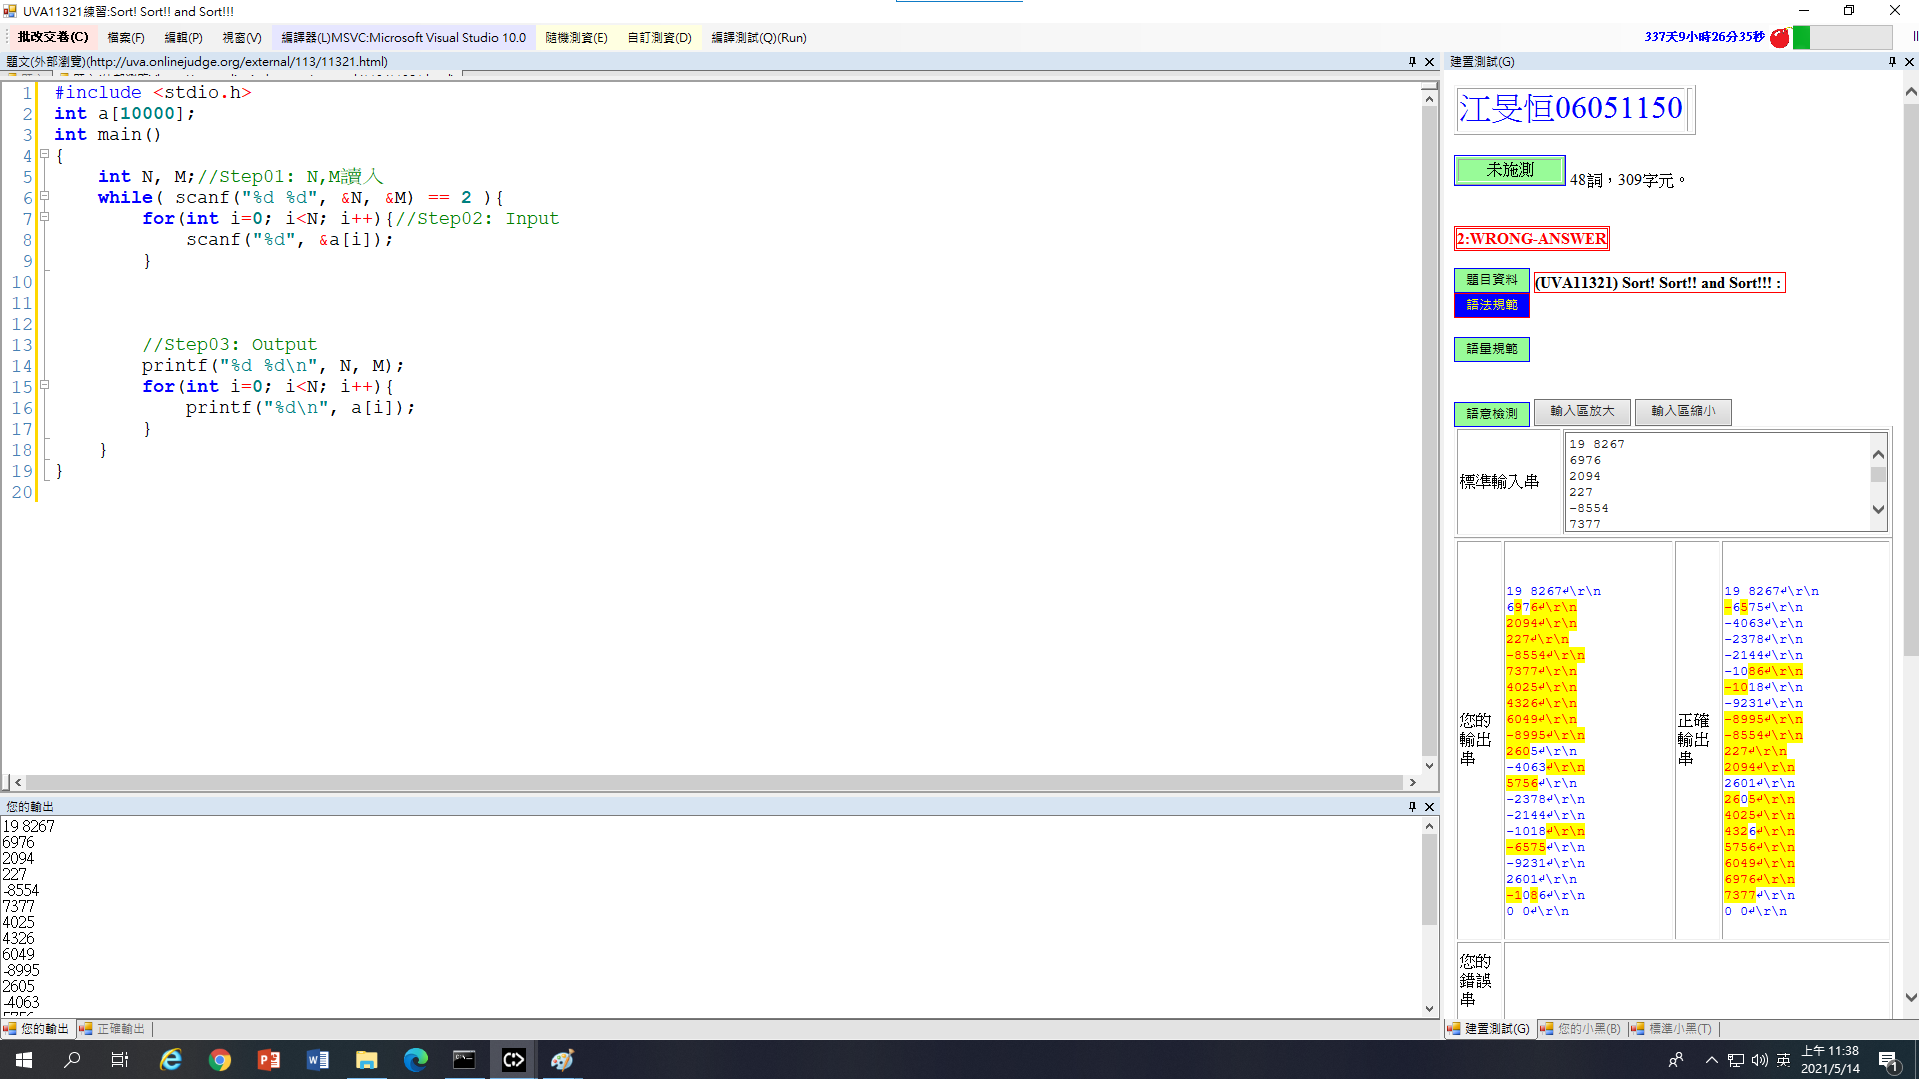 UVA11321練習:Sort! Sort!! and Sort!!!
批改交卷(C) 檔案(F) 編輯(P) 視窗(V) 編譯器(L)MSVC:Microsoft Visual Studio 10.0 隨機測資(E) 自訂測資(D) 編譯測試(Q)(Run) 337天9小時26分35秒
題文(外部瀏覽)(http://uva.onlinejudge.org/external/113/11321.html)
1 #include <stdio.h>
2 int a[10000];
3 int main()
4 {
5 int N, M;//Step01: N,M讀入
6 while( scanf("%d %d", &N, &M) == 2 ){
7 for(int i=0; i<N; i++){//Step02: Input
8 scanf("%d", &a[i]);
9 }
10
11
12
13 //Step03: Output
14 printf("%d %d\n", N, M);
15 for(int i=0; i<N; i++){
16 printf("%d\n", a[i]);
17 }
18 }
19 }
20
您的輸出
19 8267
6976
2094
227
-8554
7377
4025
4326
6049
-8995
2605
-4063
您的輸出 正確輸出
建置測試(G)
江旻恒06051150
未施測 48詞，309字元。
2:WRONG-ANSWER
題目資料 (UVA11321) Sort! Sort!! and Sort!!! :
語法規範
語量規範
語意檢測 輸入區放大 輸入區縮小
標準輸入串
19 8267
6976
2094
227
-8554
7377
您的輸出串
19 8267↵\r\n
6976↵\r\n
2094↵\r\n
227↵\r\n
-8554↵\r\n
7377↵\r\n
4025↵\r\n
4326↵\r\n
6049↵\r\n
-8995↵\r\n
2605↵\r\n
-4063↵\r\n
5756↵\r\n
-2378↵\r\n
-2144↵\r\n
-1018↵\r\n
-6575↵\r\n
-9231↵\r\n
2601↵\r\n
-1086↵\r\n
0 0↵\r\n
正確輸出串
19 8267↵\r\n
-6575↵\r\n
-4063↵\r\n
-2378↵\r\n
-2144↵\r\n
-1086↵\r\n
-1018↵\r\n
-9231↵\r\n
-8995↵\r\n
-8554↵\r\n
227↵\r\n
2094↵\r\n
2601↵\r\n
2605↵\r\n
4025↵\r\n
4326↵\r\n
5756↵\r\n
6049↵\r\n
6976↵\r\n
7377↵\r\n
0 0↵\r\n
您的錯誤串
建置測試(G) 您的小黑(B) 標準小黑(T)
英
上午 11:38
2021/5/14
1